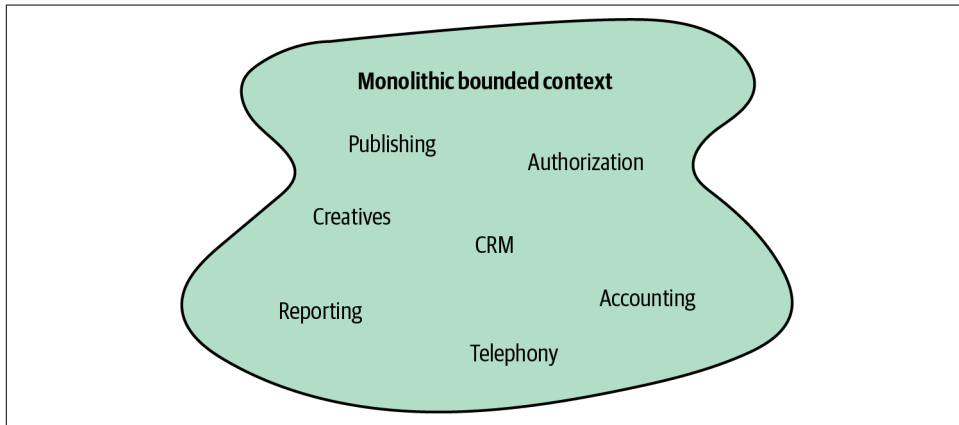 Monolithic bounded context
Publishing
Authorization
Creatives
CRM
Accounting
Reporting
Telephony